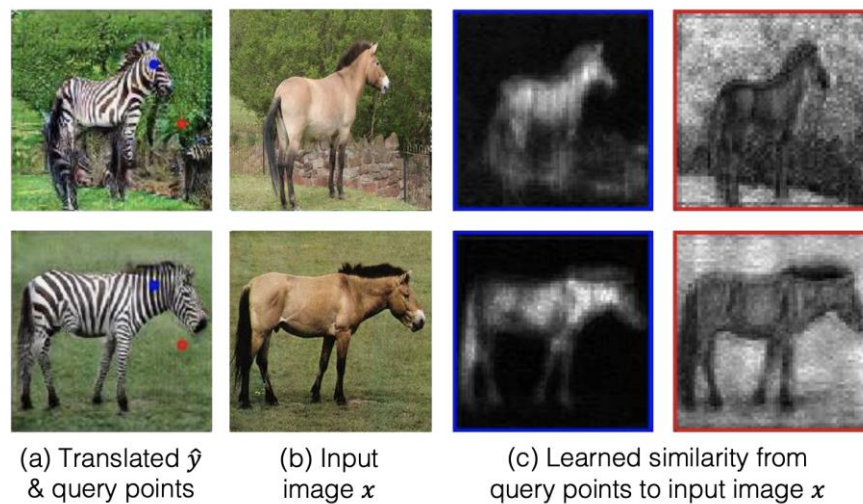 (a) Translated ŷ
& query points
(b) Input
image x
(c) Learned similarity from
query points to input image x